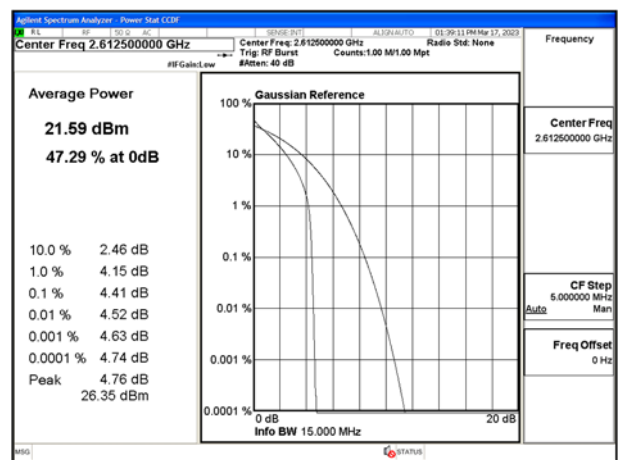 Agilent Spectrum Analyzer - Power Stat CCDF
RL RF 50 Ω AC SENSE:INT ALIGNAUTO 01:39:11 PM Mar 17, 2023
Center Freq 2.612500000 GHz
Center Freq: 2.612500000 GHz Radio Std: None
Trig: RF Burst Counts:1.00 M/1.00 Mpt
#IFGain:Low #Atten: 40 dB
Frequency
Average Power
21.59 dBm
47.29 % at 0dB
10.0 % 2.46 dB
1.0 % 4.15 dB
0.1 % 4.41 dB
0.01 % 4.52 dB
0.001 % 4.63 dB
0.0001 % 4.74 dB
Peak 4.76 dB
26.35 dBm
Gaussian Reference
100 %
10 %
1 %
0.1 %
0.01 %
0.001 %
0.0001 %
0 dB 20 dB
Info BW 15.000 MHz
Center Freq
2.612500000 GHz
CF Step
5.000000 MHz
Auto Man
Freq Offset
0 Hz
MSG STATUS